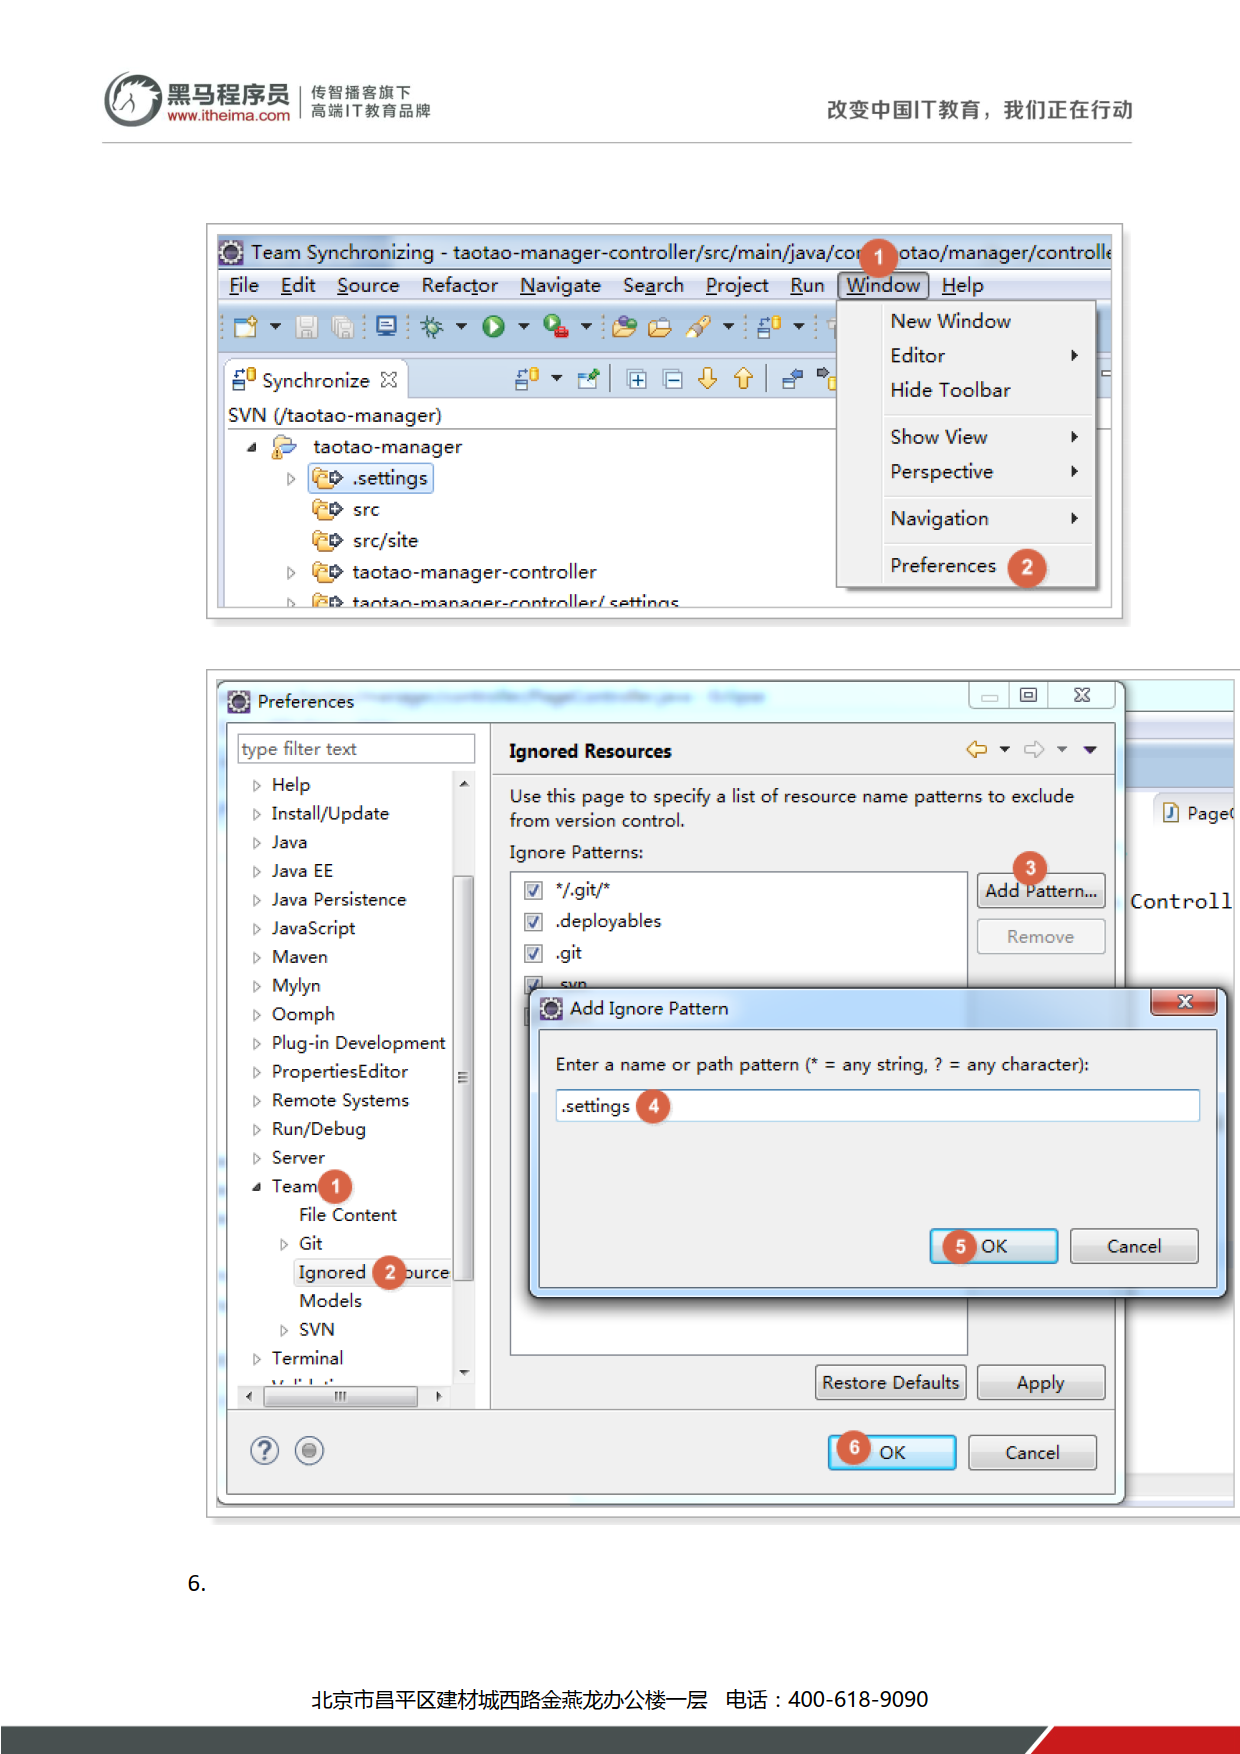 黑马程序员
www.itheima.com
传智播客旗下
高端IT教育品牌
改变中国IT教育，我们正在行动
Team Synchronizing - taotao-manager-controller/src/main/java/com otao/manager/controlle
1
File Edit Source Refactor Navigate Search Project Run Window Help
New Window
Editor
Hide Toolbar
Show View
Perspective
Navigation
Preferences 2
Synchronize
SVN (/taotao-manager)
taotao-manager
.settings
src
src/site
taotao-manager-controller
taotao-manager-controller/.settings
Preferences
type filter text
Help
Install/Update
Java
Java EE
Java Persistence
JavaScript
Maven
Mylyn
Oomph
Plug-in Development
PropertiesEditor
Remote Systems
Run/Debug
Server
Team 1
File Content
Git
Ignored 2 ource
Models
SVN
Terminal
Ignored Resources
Use this page to specify a list of resource name patterns to exclude
from version control.
Ignore Patterns:
*/.git/*
.deployables
.git
.svn
3
Add Pattern...
Remove
Page
Controll
Add Ignore Pattern
Enter a name or path pattern (* = any string, ? = any character):
.settings 4
5 OK Cancel
Restore Defaults Apply
6 OK Cancel
6.
北京市昌平区建材城西路金燕龙办公楼一层 电话：400-618-9090